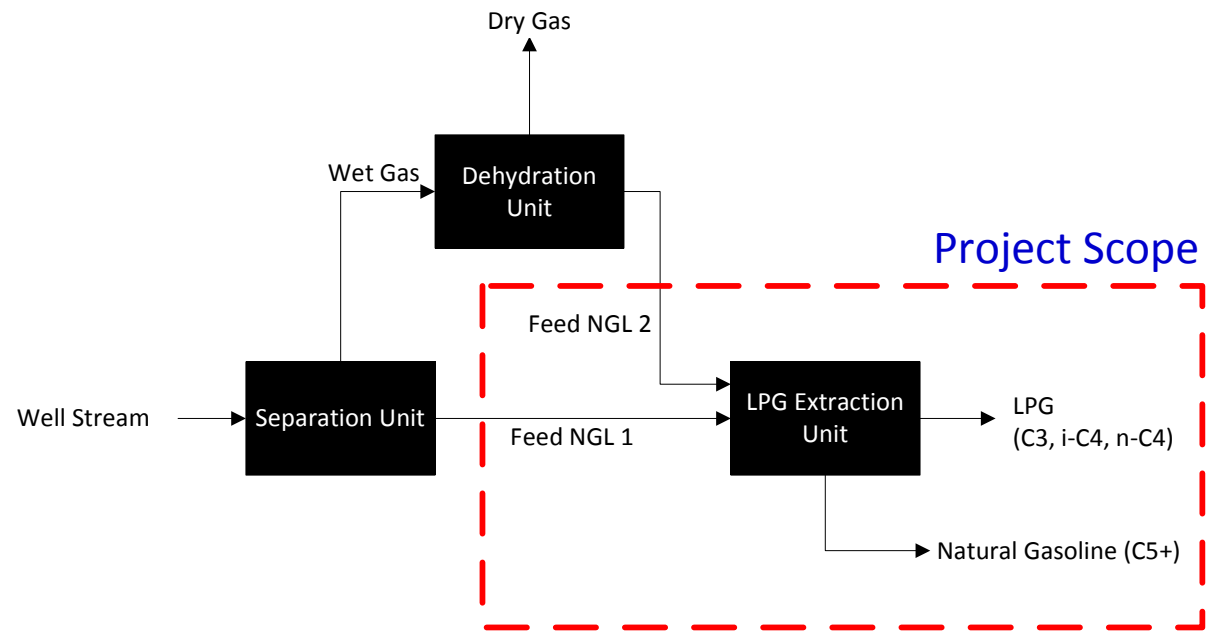 Dry Gas
Wet Gas
Dehydration
Unit
Project Scope
Feed NGL 2
Well Stream
Separation Unit
Feed NGL 1
LPG Extraction
Unit
LPG
(C3, i-C4, n-C4)
Natural Gasoline (C5+)